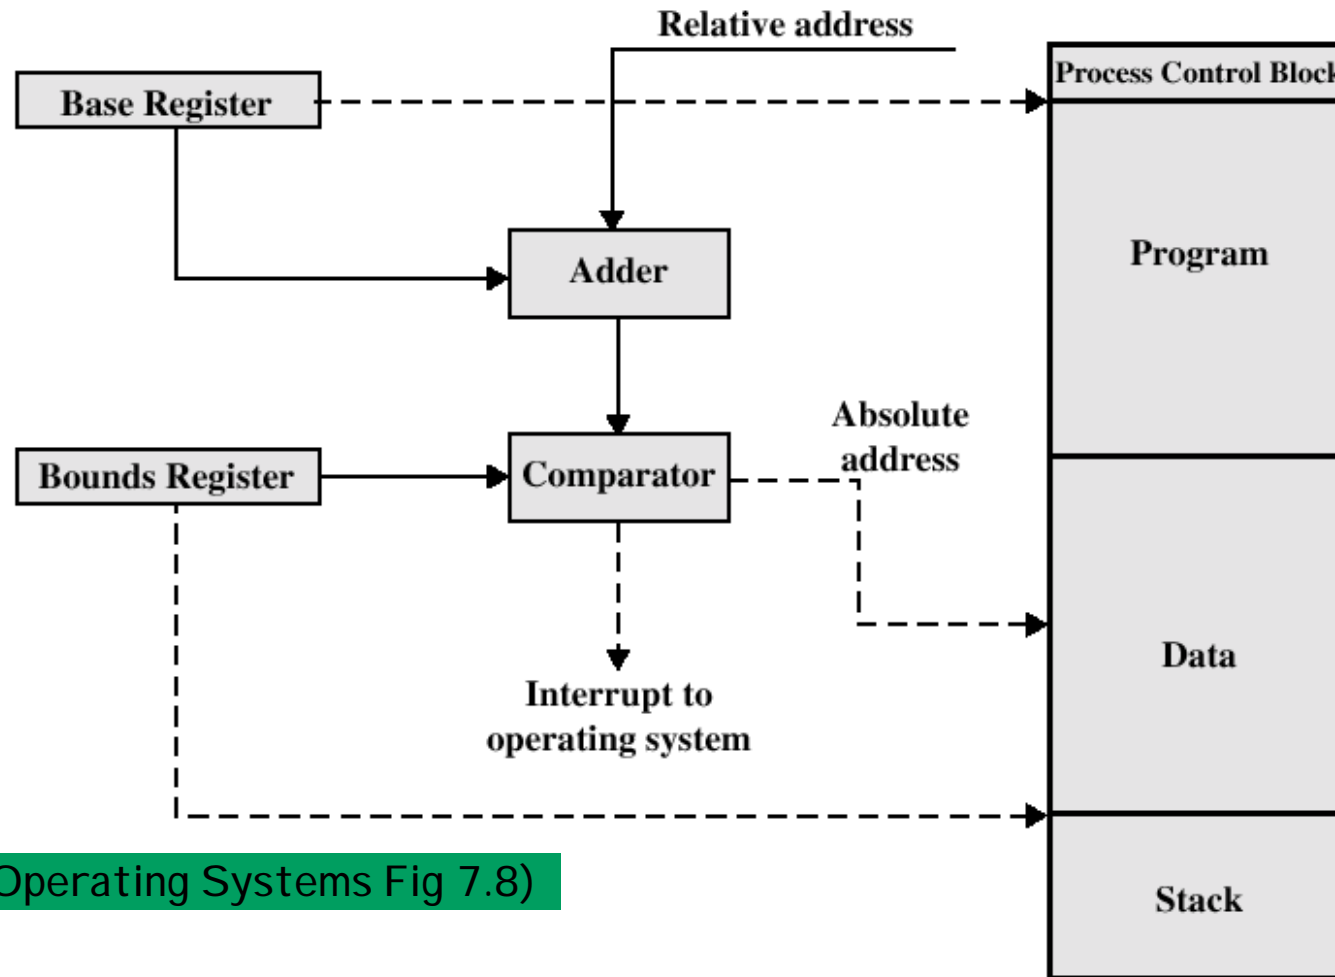 Relative address
Process Control Block
Base Register
Program
Adder
Absolute
address
Bounds Register
Comparator
Data
Interrupt to
operating system
Operating Systems Fig 7.8)
Stack